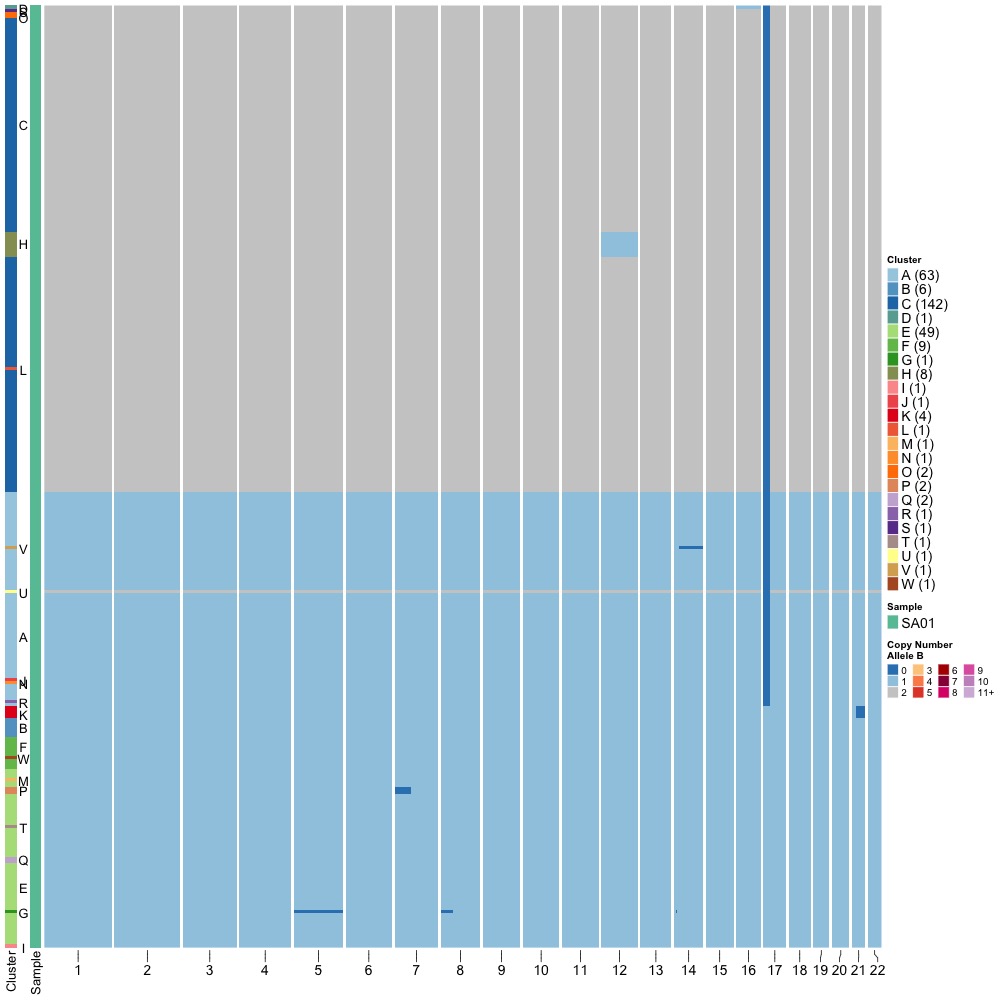 D
O
C
H
L
V
U
A
N
R
K
B
F
W
M
P
T
Q
E
G
I
Cluster
Sample
1 2 3 4 5 6 7 8 9 10 11 12 13 14 15 16 17 18 19 20 21 22
Cluster
A (63)
B (6)
C (142)
D (1)
E (49)
F (9)
G (1)
H (8)
I (1)
J (1)
K (4)
L (1)
M (1)
N (1)
O (2)
P (2)
Q (2)
R (1)
S (1)
T (1)
U (1)
V (1)
W (1)
Sample
SA01
Copy Number
Allele B
0 3 6 9
1 4 7 10
2 5 8 11+